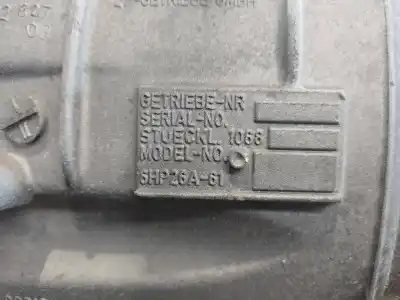 GETRIEBE GMBH
GETRIEBE-NR
SERIAL-NO.
STUECKL. 1068
MODEL-NO.
6HP26A-61